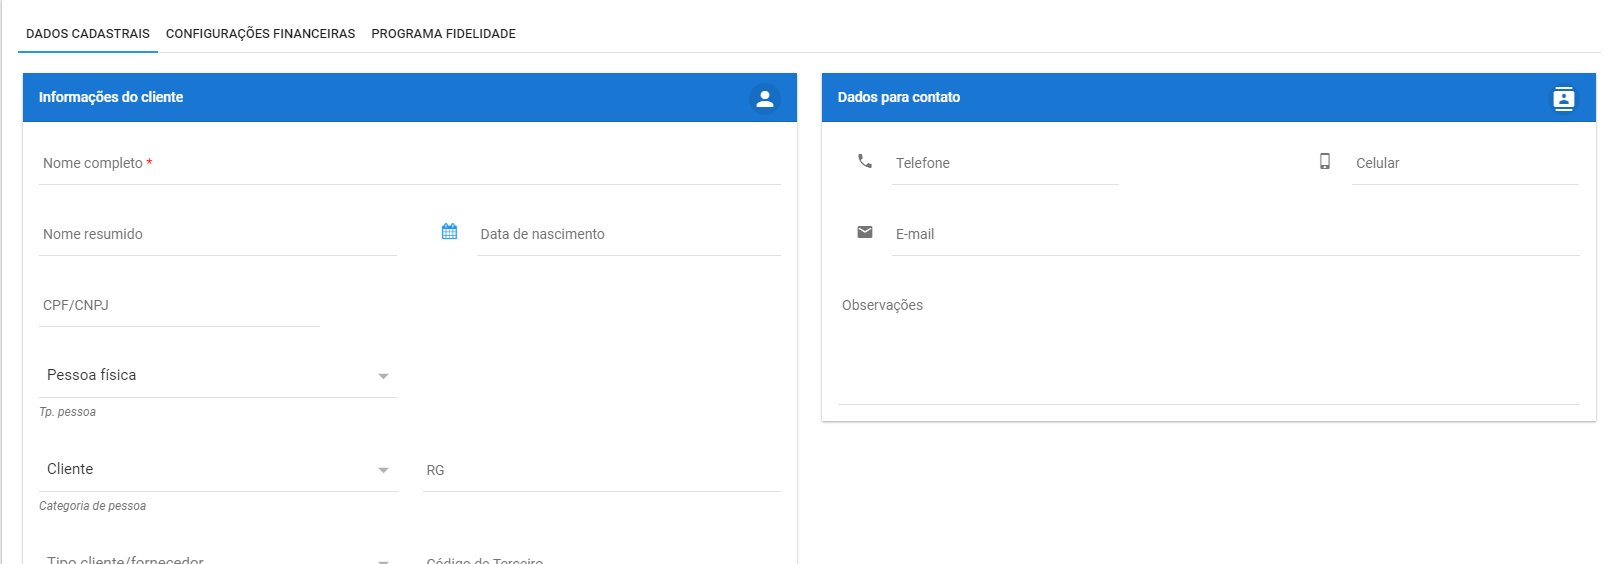 DADOS CADASTRAIS CONFIGURAÇÕES FINANCEIRAS PROGRAMA FIDELIDADE
Informações do cliente
Nome completo *
Nome resumido Data de nascimento
CPF/CNPJ
Pessoa física
Tp. pessoa
Cliente RG
Categoria de pessoa
Tipo cliente/fornecedor Código de Terceiro
Dados para contato
Telefone Celular
E-mail
Observações